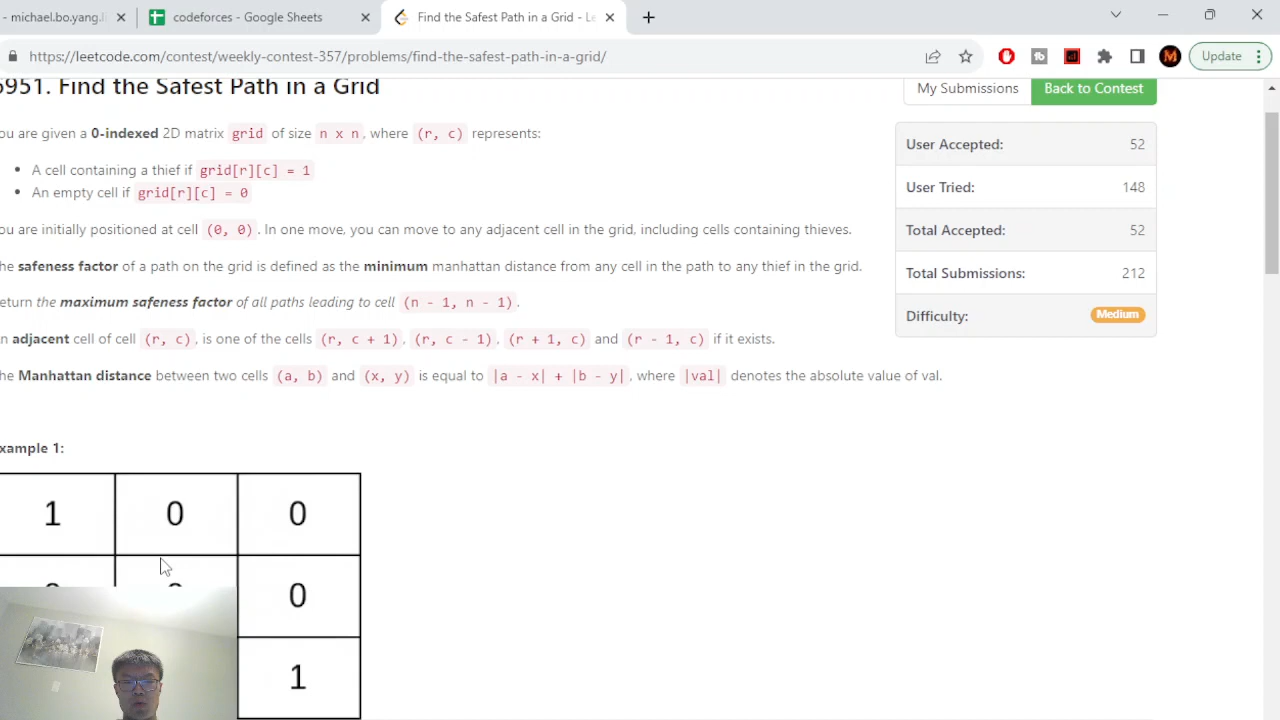 - michael.bo.yang.
codeforces - Google Sheets
Find the Safest Path in a Grid - Le
https://leetcode.com/contest/weekly-contest-357/problems/find-the-safest-path-in-a-grid/
M
Update
5951. Find the Safest Path in a Grid
My Submissions
Back to Contest
ou are given a 0-indexed 2D matrix grid of size n x n, where (r, c) represents:
• A cell containing a thief if grid[r][c] = 1
• An empty cell if grid[r][c] = 0
ou are initially positioned at cell (0, 0). In one move, you can move to any adjacent cell in the grid, including cells containing thieves.
he safeness factor of a path on the grid is defined as the minimum manhattan distance from any cell in the path to any thief in the grid.
eturn the maximum safeness factor of all paths leading to cell (n - 1, n - 1).
n adjacent cell of cell (r, c), is one of the cells (r, c + 1), (r, c - 1), (r + 1, c) and (r - 1, c) if it exists.
he Manhattan distance between two cells (a, b) and (x, y) is equal to |a - x| + |b - y|, where |val| denotes the absolute value of val.
User Accepted: 52
User Tried: 148
Total Accepted: 52
Total Submissions: 212
Difficulty: Medium
xample 1:
1 0 0
0
1